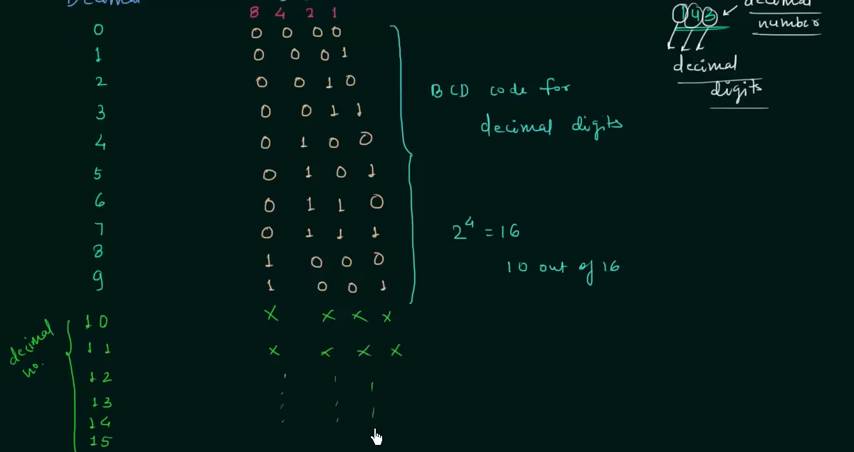 Decimal
8 4 2 1
decimal
143
number
decimal
digits
0 0 0 0 0
1 0 0 0 1
2 0 0 1 0
3 0 0 1 1
4 0 1 0 0
5 0 1 0 1
6 0 1 1 0
7 0 1 1 1
8 1 0 0 0
9 1 0 0 1
BCD code for
decimal digits
2^4 = 16
10 out of 16
decimal
no.
10 x x x x
11 x x x x
12
13
14
15